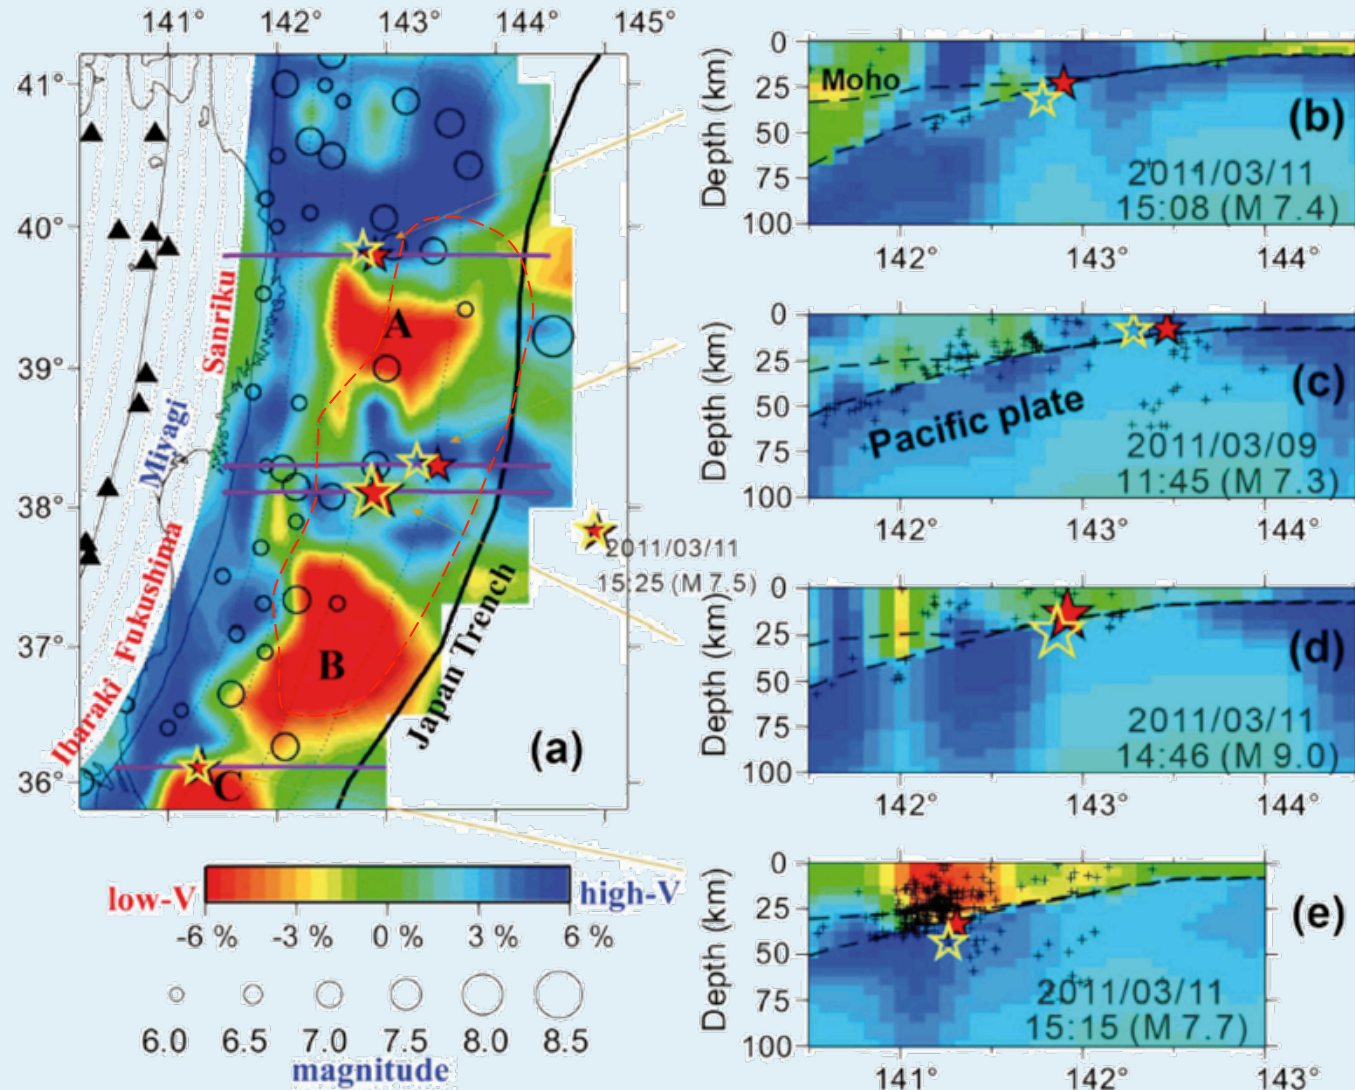 141° 142° 143° 144° 145°
41°
40°
39°
38°
37°
36°
Sanriku
Miyagi
Fukushima
Ibaraki
A
B
C
Japan Trench
(a)
2011/03/11
15:25 (M 7.5)
low-V
high-V
-6 % -3 % 0 % 3 % 6 %
6.0 6.5 7.0 7.5 8.0 8.5
magnitude
Depth (km)
0
25
50
75
100
Moho
(b)
2011/03/11
15:08 (M 7.4)
142° 143° 144°
Depth (km)
0
25
50
75
100
Pacific plate
(c)
2011/03/09
11:45 (M 7.3)
142° 143° 144°
Depth (km)
0
25
50
75
100
(d)
2011/03/11
14:46 (M 9.0)
142° 143° 144°
Depth (km)
0
25
50
75
100
(e)
2011/03/11
15:15 (M 7.7)
141° 142° 143°